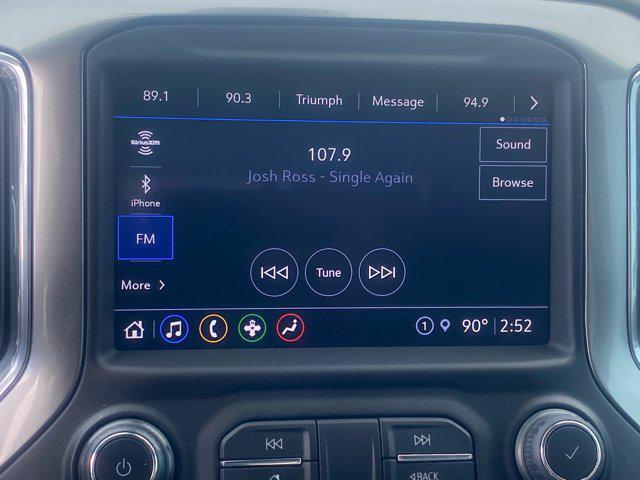 89.1 90.3 Triumph Message 94.9
SiriusXM
107.9
Sound
Josh Ross - Single Again
Browse
iPhone
FM
Tune
More
1 90° 2:52
BACK